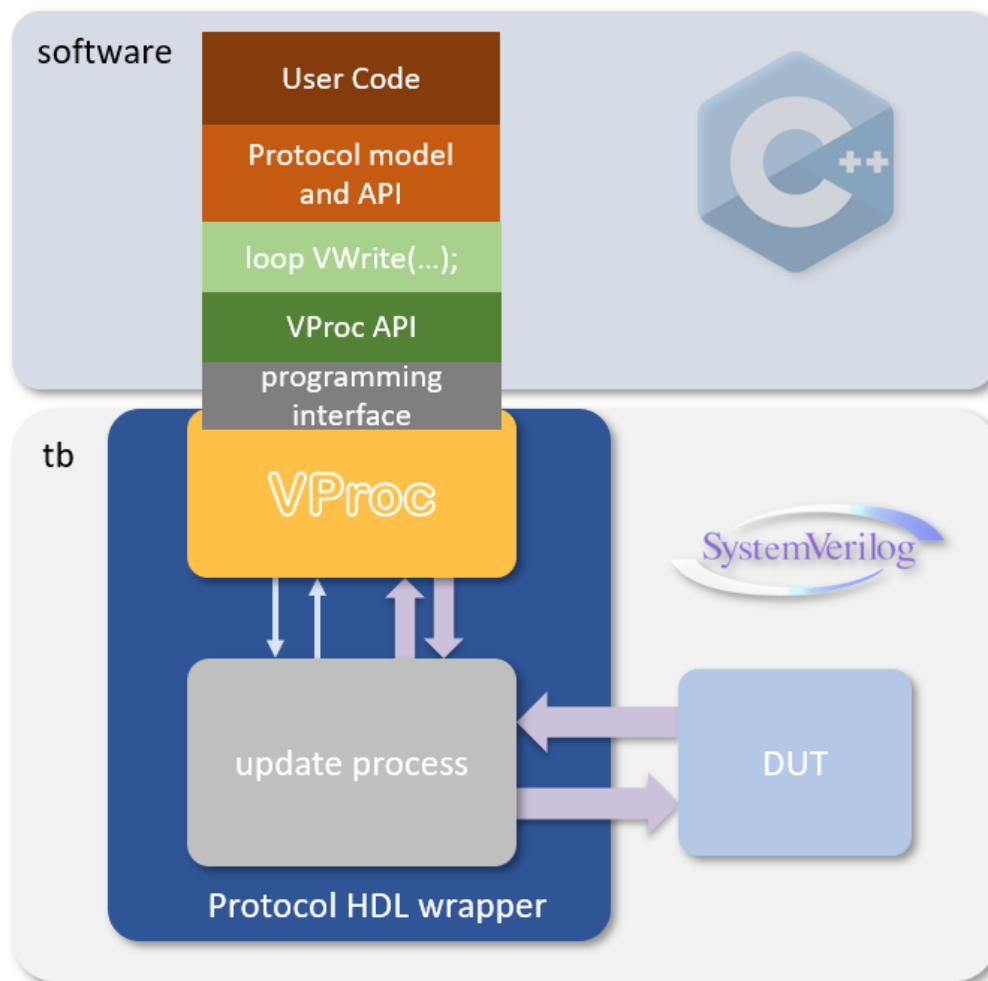 software
User Code
Protocol model
and API
C++
loop VWrite(…);
VProc API
programming
interface
tb
VProc
SystemVerilog
update process
DUT
Protocol HDL wrapper